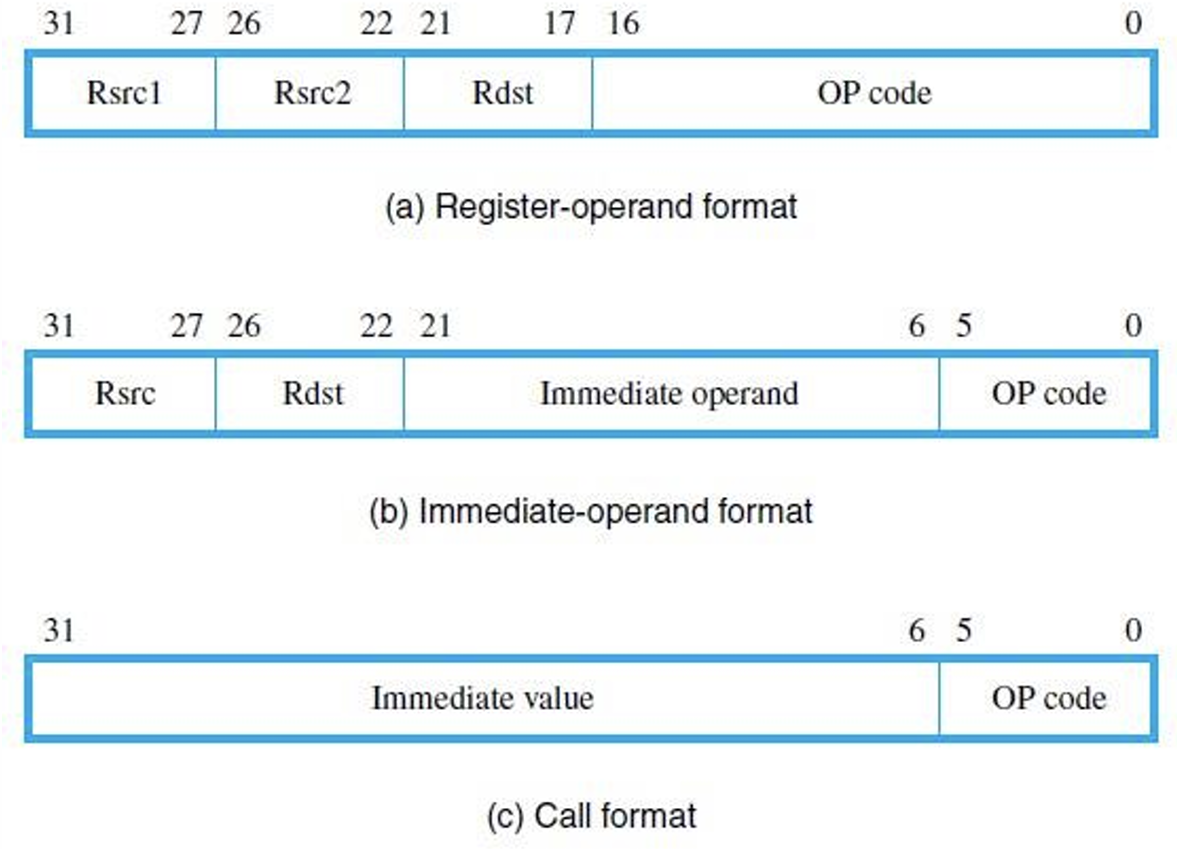 31 27 26 22 21 17 16 0
Rsrc1 Rsrc2 Rdst OP code
(a) Register-operand format
31 27 26 22 21 6 5 0
Rsrc Rdst Immediate operand OP code
(b) Immediate-operand format
31 6 5 0
Immediate value OP code
(c) Call format